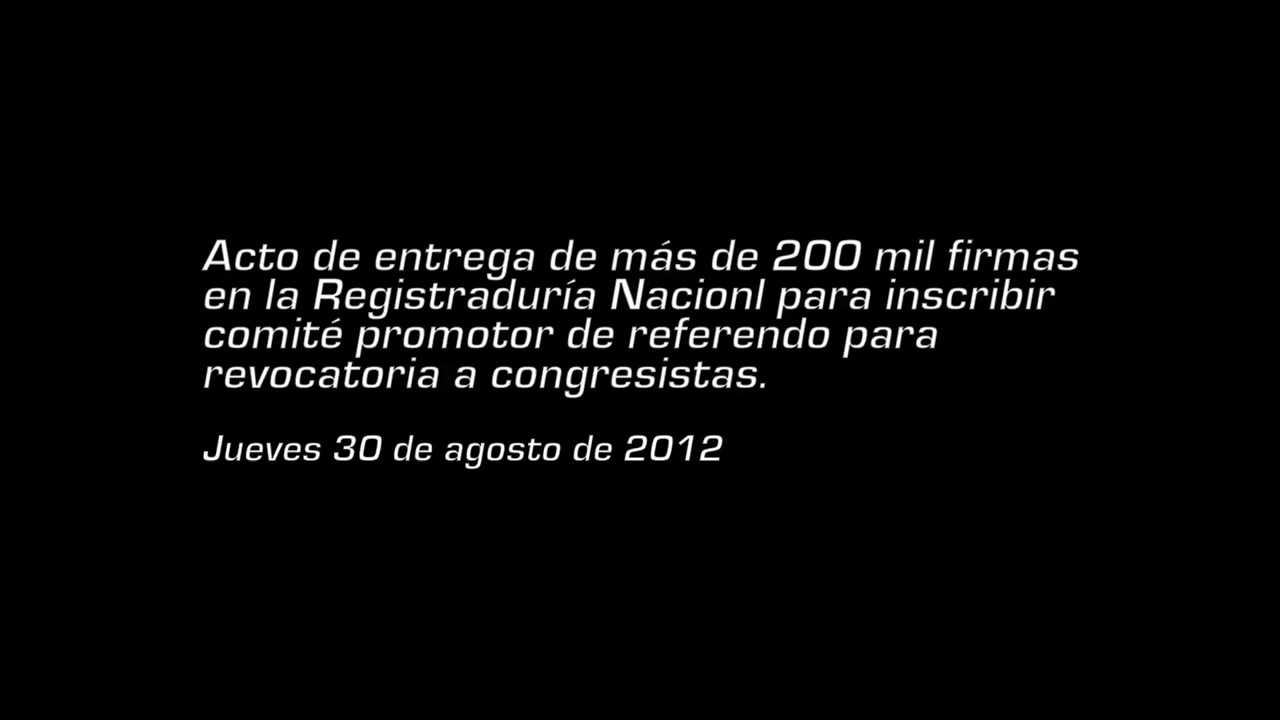 Acto de entrega de más de 200 mil firmas
en la Registraduría Nacionl para inscribir
comité promotor de referendo para
revocatoria a congresistas.
Jueves 30 de agosto de 2012